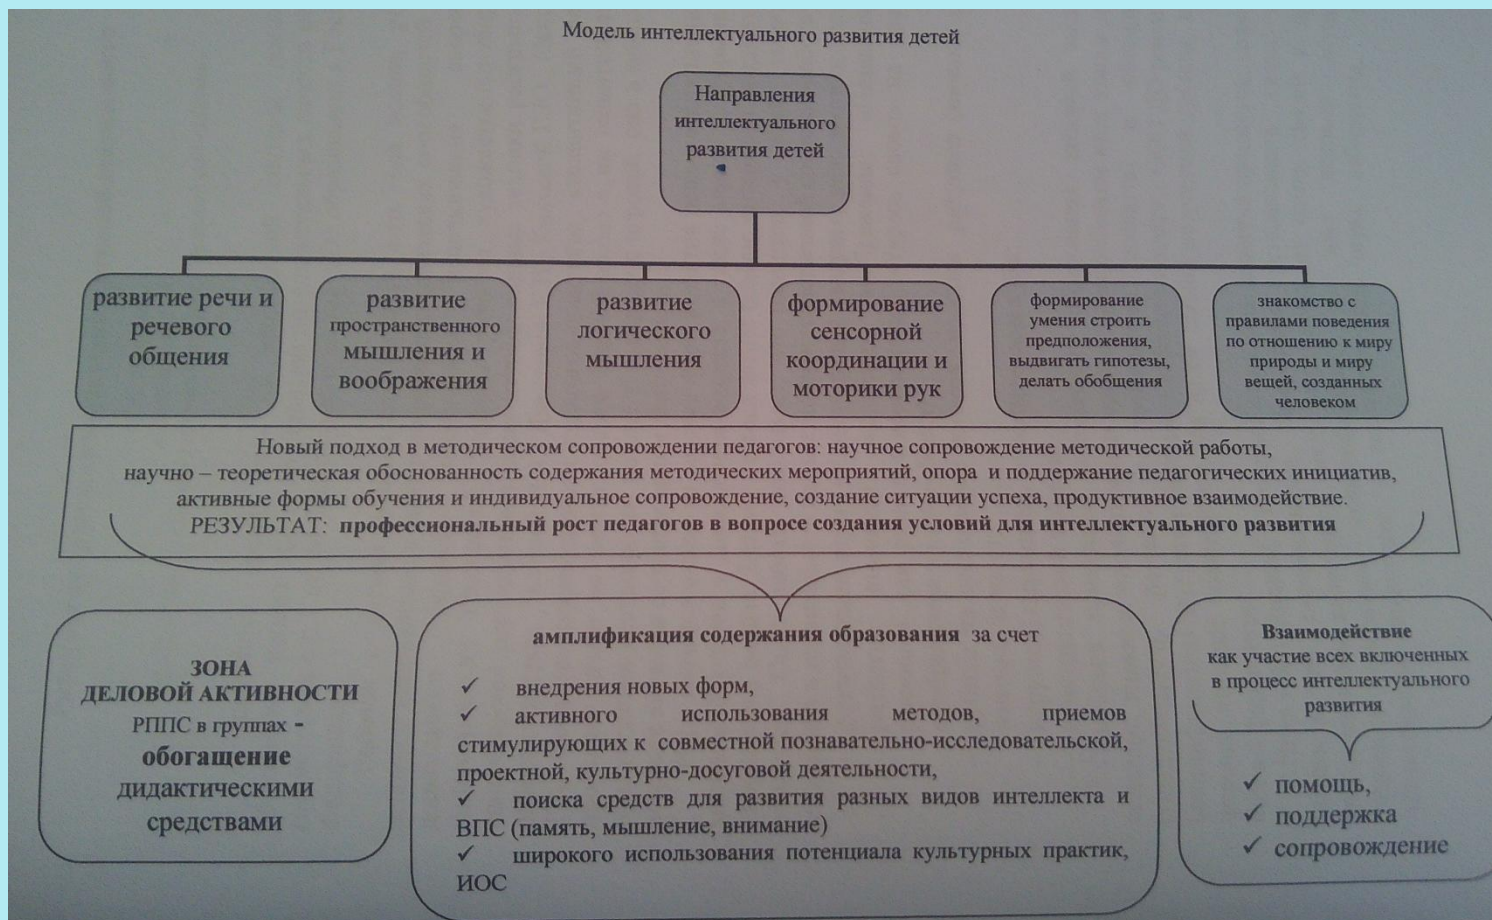 Модель интеллектуального развития детей
Направления
интеллектуального
развития детей
развитие речи и
речевого
общения
развитие
пространственного
мышления и
воображения
развитие
логического
мышления
формирование
сенсорной
координации и
моторики рук
формирование
умения строить
предположения,
выдвигать гипотезы,
делать обобщения
знакомство с
правилами поведения
по отношению к миру
природы и миру
вещей, созданных
человеком
Новый подход в методическом сопровождении педагогов: научное сопровождение методической работы,
научно – теоретическая обоснованность содержания методических мероприятий, опора и поддержание педагогических инициатив,
активные формы обучения и индивидуальное сопровождение, создание ситуации успеха, продуктивное взаимодействие.
РЕЗУЛЬТАТ: профессиональный рост педагогов в вопросе создания условий для интеллектуального развития
ЗОНА
ДЕЛОВОЙ АКТИВНОСТИ
РППС в группах -
обогащение
дидактическими
средствами
амплификация содержания образования за счет
✓ внедрения новых форм,
✓ активного использования методов, приемов
стимулирующих к совместной познавательно-исследовательской,
проектной, культурно-досуговой деятельности,
✓ поиска средств для развития разных видов интеллекта и
ВПС (память, мышление, внимание)
✓ широкого использования потенциала культурных практик,
ИОС
Взаимодействие
как участие всех включенных
в процесс интеллектуального
развития
✓ помощь,
✓ поддержка
✓ сопровождение